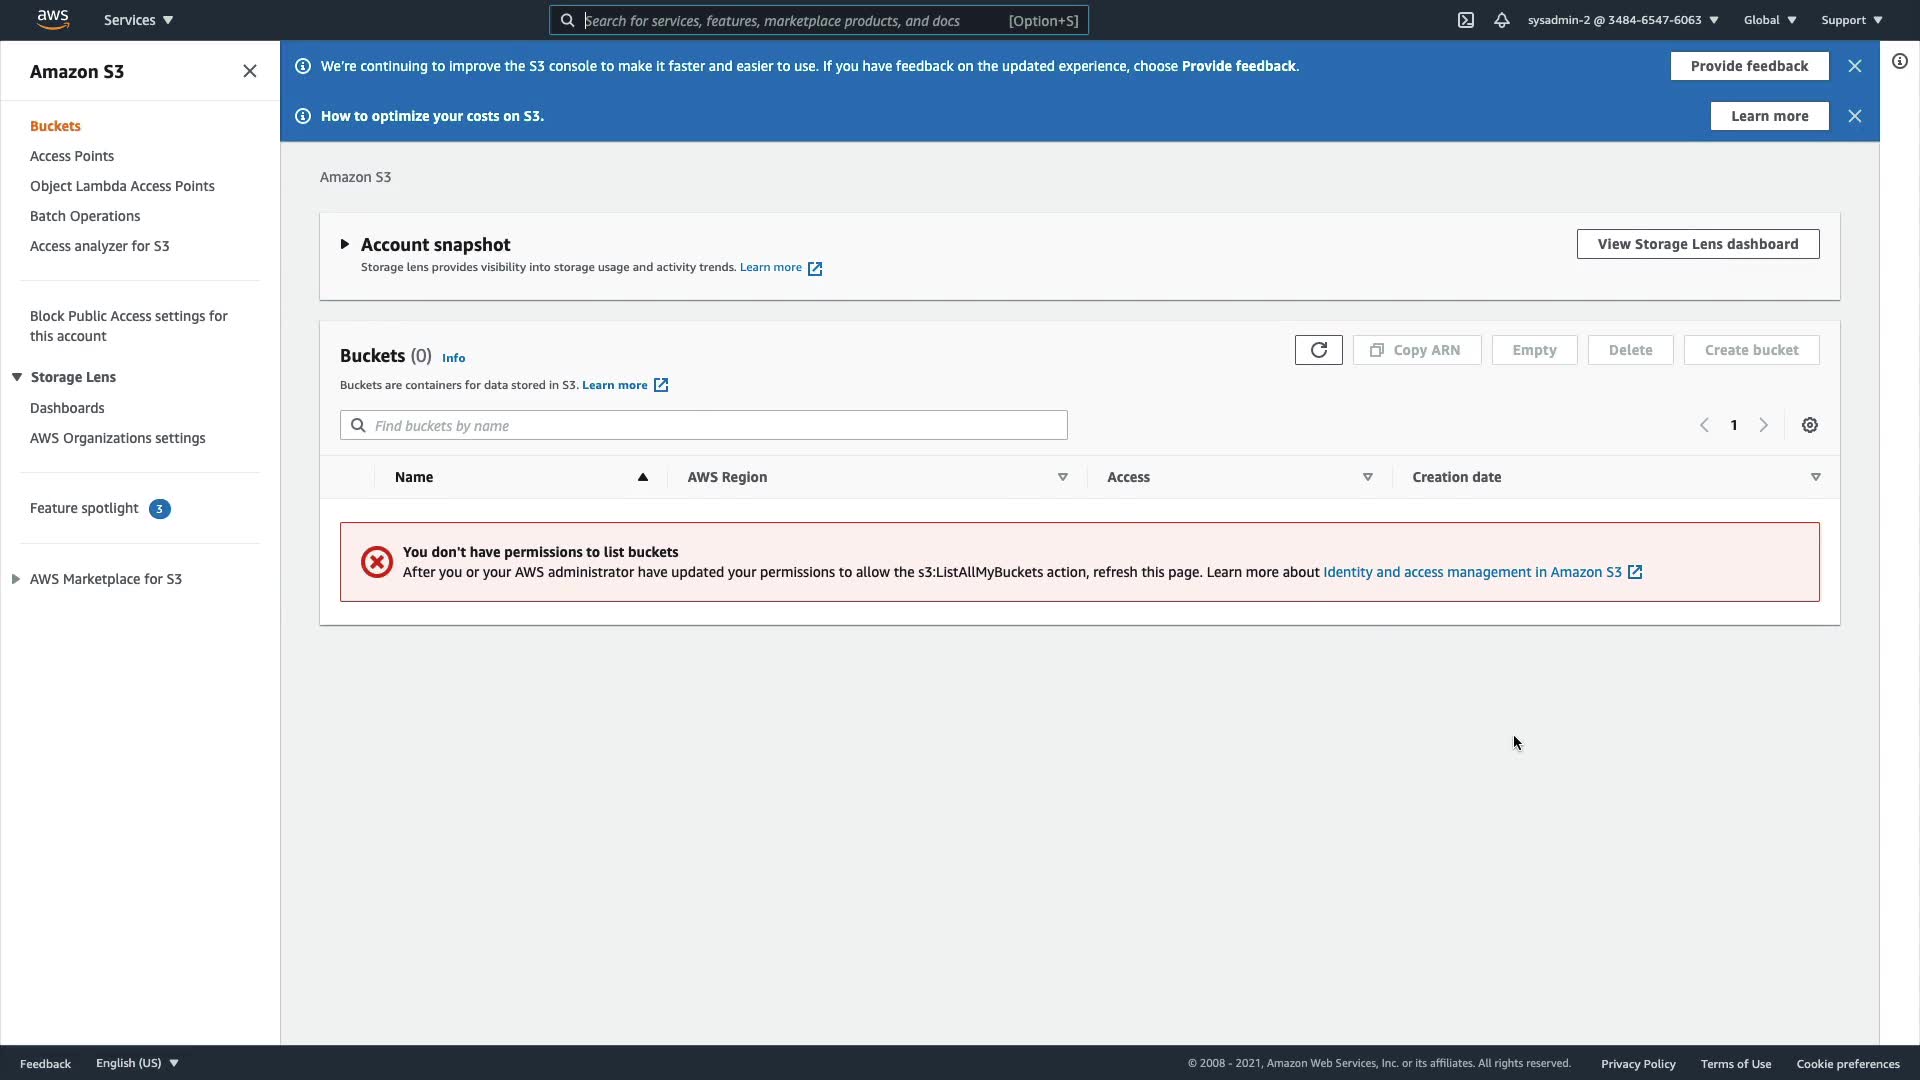 aws
Services
Search for services, features, marketplace products, and docs
[Option+S]
sysadmin-2 @ 3484-6547-6063
Global
Support
Amazon S3
Buckets
Access Points
Object Lambda Access Points
Batch Operations
Access analyzer for S3
Block Public Access settings for
this account
Storage Lens
Dashboards
AWS Organizations settings
Feature spotlight 3
AWS Marketplace for S3
We're continuing to improve the S3 console to make it faster and easier to use. If you have feedback on the updated experience, choose Provide feedback.
Provide feedback
How to optimize your costs on S3.
Learn more
Amazon S3
Account snapshot
Storage lens provides visibility into storage usage and activity trends. Learn more
View Storage Lens dashboard
Buckets (0) Info
Buckets are containers for data stored in S3. Learn more
Copy ARN
Empty
Delete
Create bucket
Find buckets by name
1
Name
AWS Region
Access
Creation date
You don't have permissions to list buckets
After you or your AWS administrator have updated your permissions to allow the s3:ListAllMyBuckets action, refresh this page. Learn more about Identity and access management in Amazon S3
Feedback
English (US)
© 2008 - 2021, Amazon Web Services, Inc. or its affiliates. All rights reserved.
Privacy Policy
Terms of Use
Cookie preferences